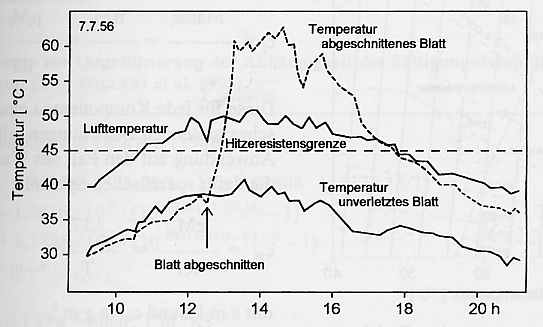 7.7.56
Temperatur
abgeschnittenes Blatt
Lufttemperatur
Hitzeresistensgrenze
Temperatur
unverletztes Blatt
Blatt abgeschnitten
Temperatur [ °C ]
60
55
50
45
40
35
30
10
12
14
16
18
20 h